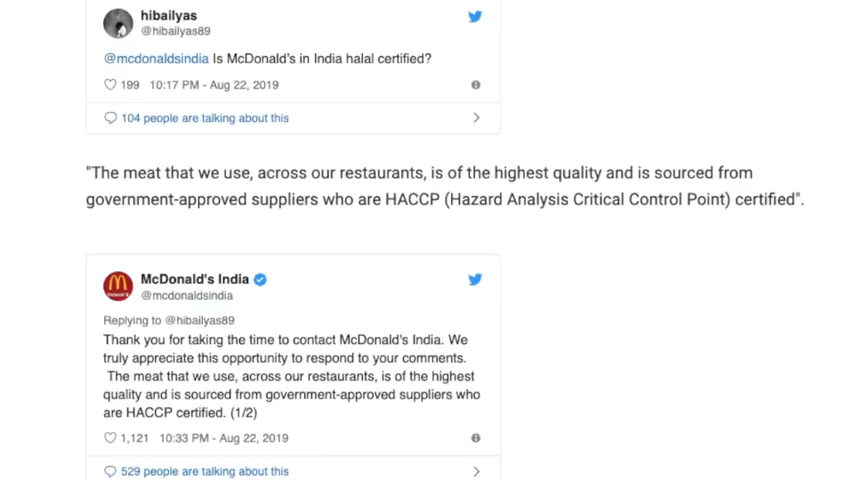 hibailyas
@hibailyas89
@mcdonaldsindia Is McDonald's in India halal certified?
199 10:17 PM - Aug 22, 2019
104 people are talking about this
"The meat that we use, across our restaurants, is of the highest quality and is sourced from
government-approved suppliers who are HACCP (Hazard Analysis Critical Control Point) certified".
McDonald's India
@mcdonaldsindia
Replying to @hibailyas89
Thank you for taking the time to contact McDonald's India. We
truly appreciate this opportunity to respond to your comments.
The meat that we use, across our restaurants, is of the highest
quality and is sourced from government-approved suppliers who
are HACCP certified. (1/2)
1,121 10:33 PM - Aug 22, 2019
529 people are talking about this